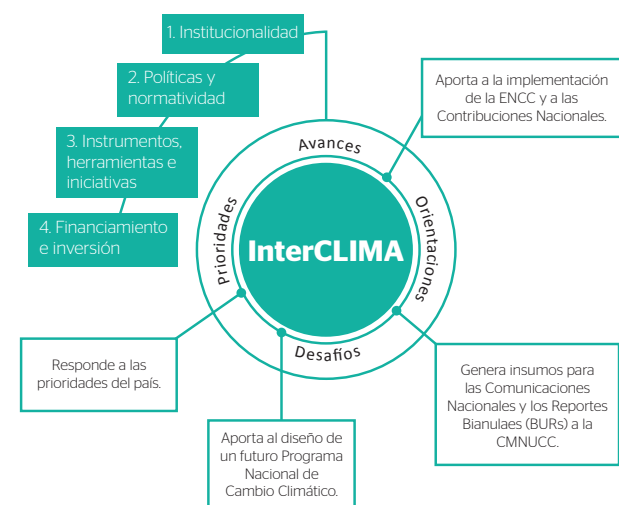 1. Institucionalidad
2. Políticas y
normatividad
3. Instrumentos,
herramientas e
iniciativas
4. Financiamiento
e inversión
Aporta a la implementación
de la ENCC y a las
Contribuciones Nacionales.
Avances
Orientaciones
Prioridades
InterCLIMA
Desafíos
Responde a las
prioridades del país.
Aporta al diseño de
un futuro Programa
Nacional de
Cambio Climático.
Genera insumos para
las Comunicaciones
Nacionales y los Reportes
Bianulaes (BURs) a la
CMNUCC.